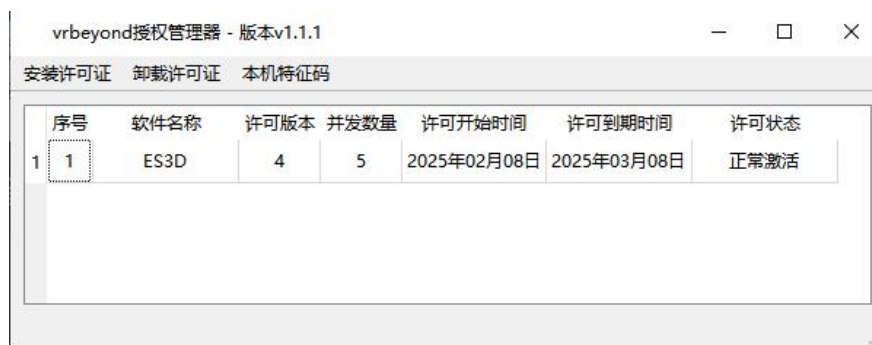 vrbeyond授权管理器 - 版本v1.1.1
安装许可证 卸载许可证 本机特征码
序号 软件名称 许可版本 并发数量 许可开始时间 许可到期时间 许可状态
1 1 ES3D 4 5 2025年02月08日 2025年03月08日 正常激活